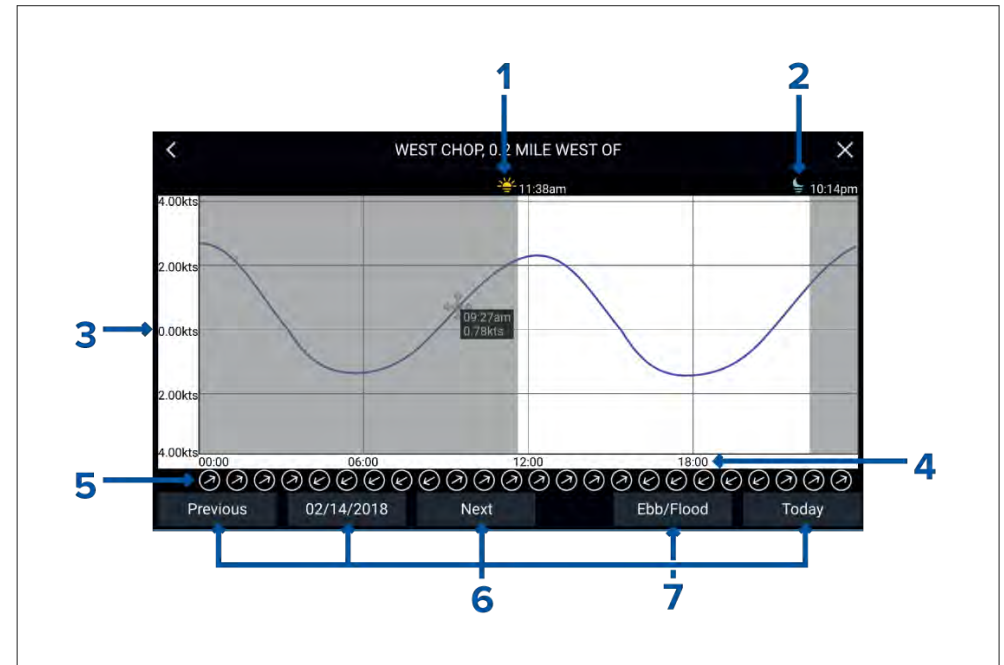 1
2
WEST CHOP, 0.2 MILE WEST OF
11:38am
10:14pm
4.00kts
2.00kts
09:27am
0.78kts
3
0.00kts
2.00kts
4.00kts
00:00
06:00
12:00
18:00
4
5
Previous
02/14/2018
Next
Ebb/Flood
Today
6
7